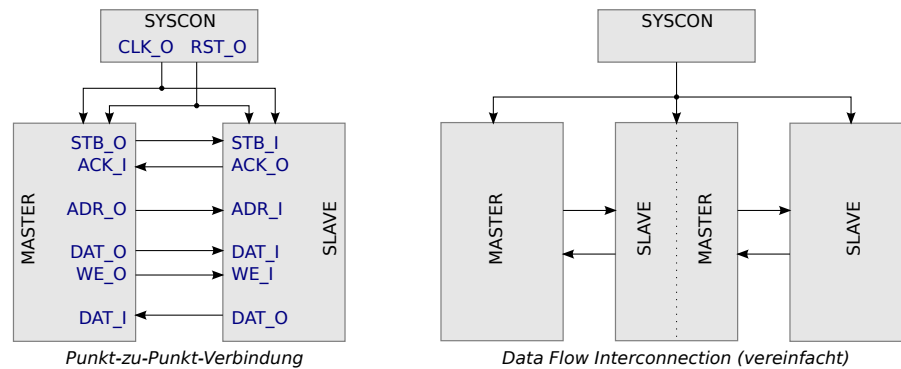 SYSCON
CLK_O RST_O
MASTER
STB_O STB_I
ACK_I ACK_O
ADR_O ADR_I
DAT_O DAT_I
WE_O WE_I
DAT_I DAT_O
SLAVE
Punkt-zu-Punkt-Verbindung
SYSCON
MASTER
SLAVE
MASTER
SLAVE
Data Flow Interconnection (vereinfacht)